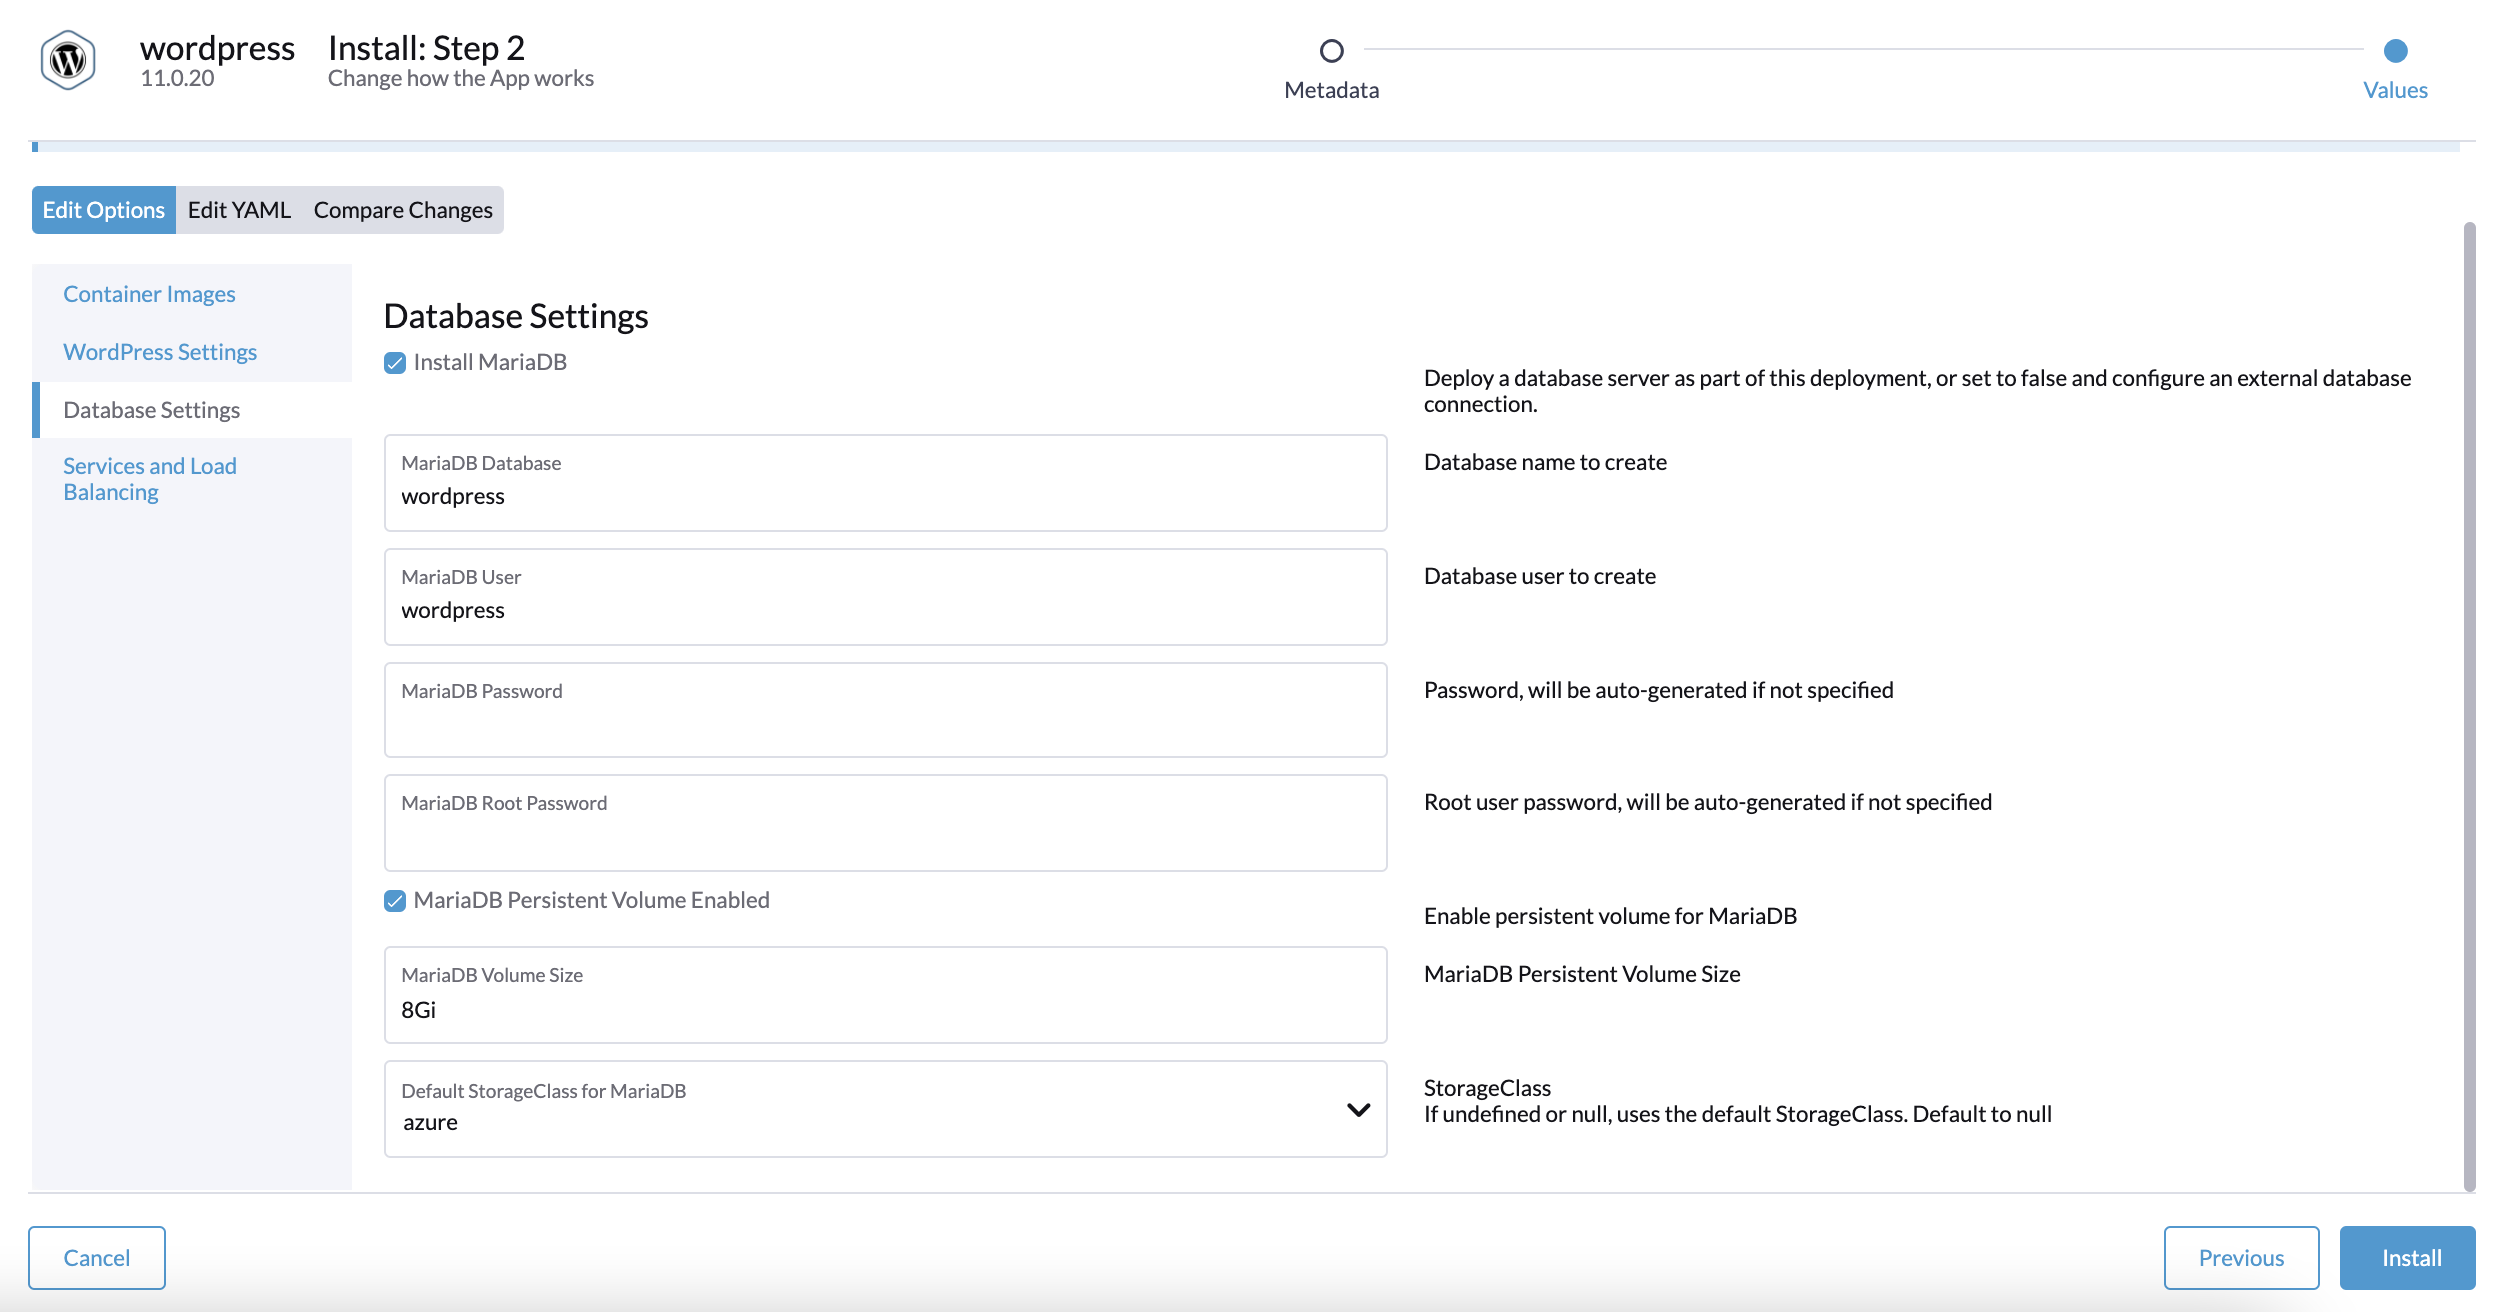 wordpress
11.0.20
Install: Step 2
Change how the App works
Metadata
Values
Edit Options
Edit YAML
Compare Changes
Container Images
WordPress Settings
Database Settings
Services and Load
Balancing
Database Settings
Install MariaDB
Deploy a database server as part of this deployment, or set to false and configure an external database
connection.
MariaDB Database
wordpress
Database name to create
MariaDB User
wordpress
Database user to create
MariaDB Password
Password, will be auto-generated if not specified
MariaDB Root Password
Root user password, will be auto-generated if not specified
MariaDB Persistent Volume Enabled
Enable persistent volume for MariaDB
MariaDB Volume Size
8Gi
MariaDB Persistent Volume Size
Default StorageClass for MariaDB
azure
StorageClass
If undefined or null, uses the default StorageClass. Default to null
Cancel
Previous
Install